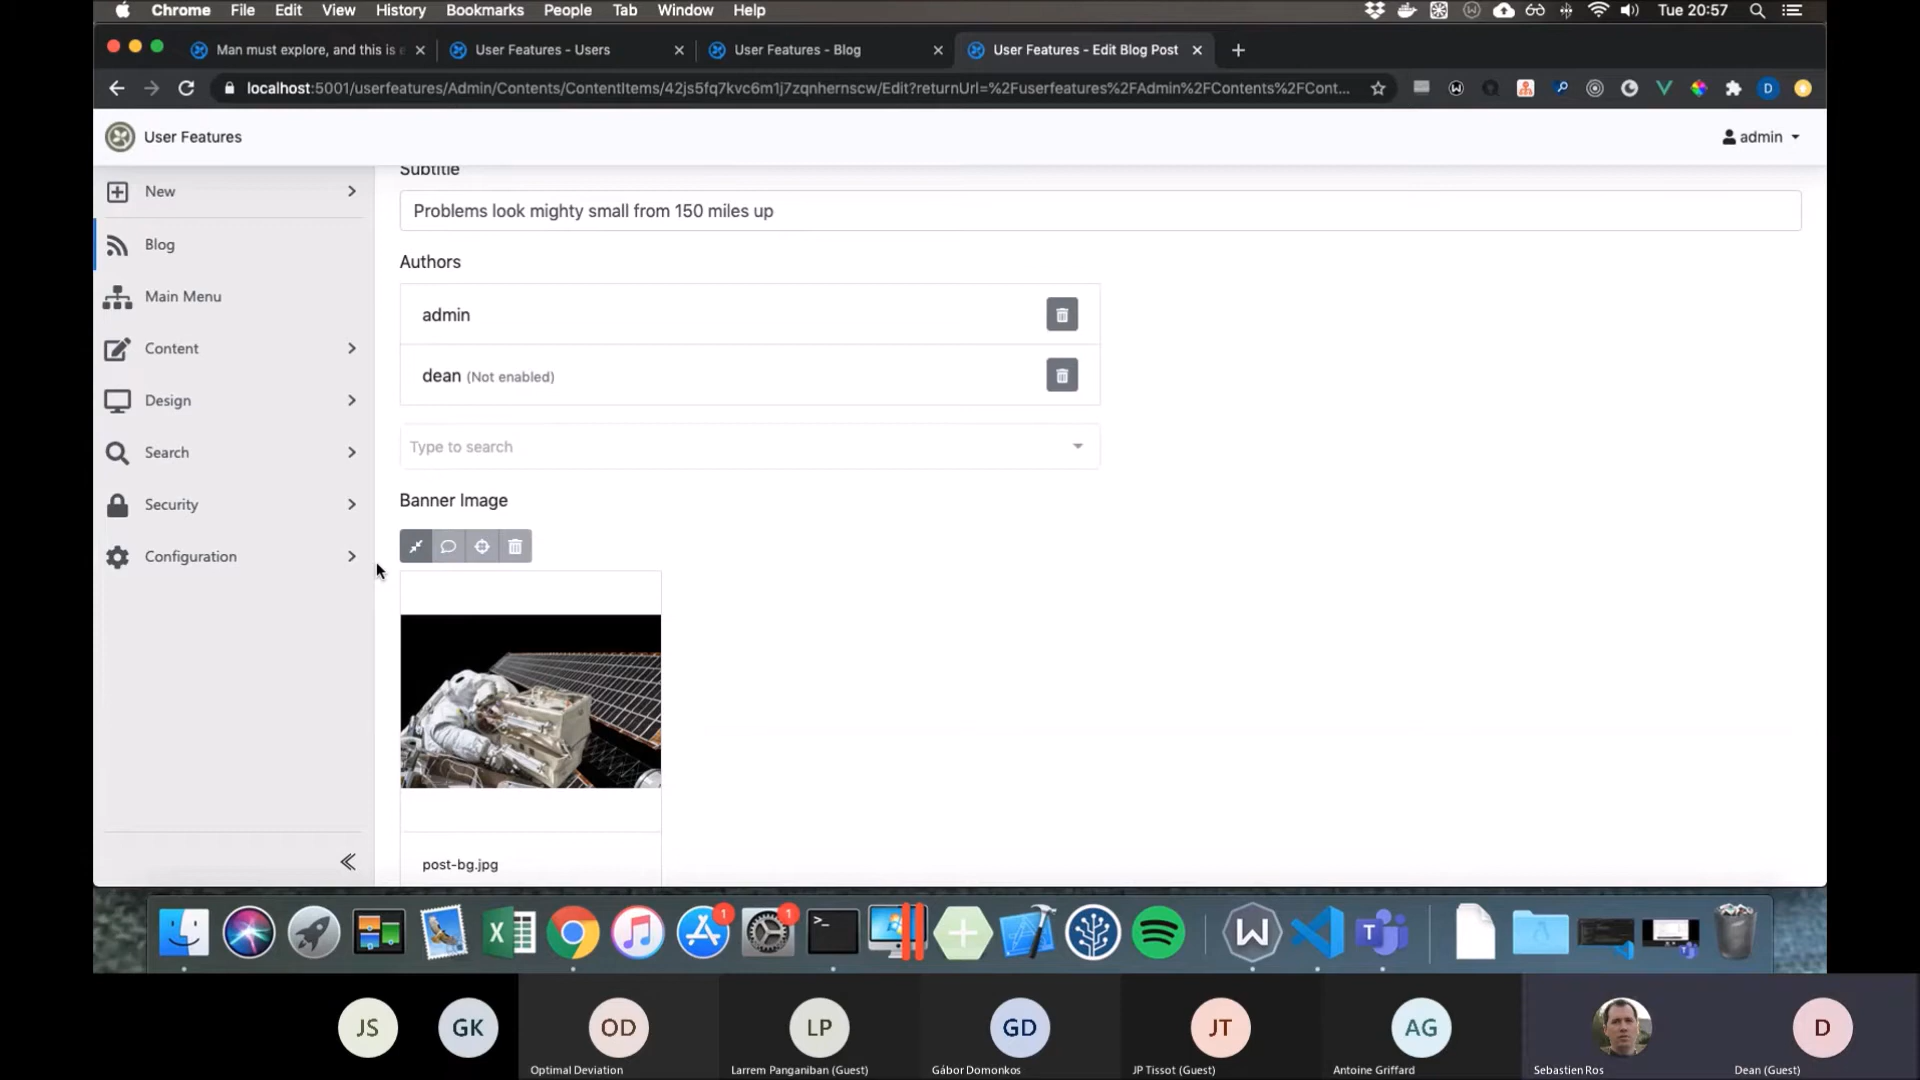 Chrome File Edit View History Bookmarks People Tab Window Help Tue 20:57
Man must explore, and this is e User Features - Users User Features - Blog User Features - Edit Blog Post
localhost:5001/userfeatures/Admin/Contents/ContentItems/42js5fq7kvc6m1j7zqnhernscw/Edit?returnUrl=%2Fuserfeatures%2FAdmin%2FContents%2FCont... D
User Features admin
New
Blog
Main Menu
Content
Design
Search
Security
Configuration
Subtitle
Problems look mighty small from 150 miles up
Authors
admin
dean (Not enabled)
Type to search
Banner Image
post-bg.jpg
1 1
JS GK OD LP GD JT AG D
Optimal Deviation Larrem Panganiban (Guest) Gábor Domonkos JP Tissot (Guest) Antoine Griffard Sebastien Ros Dean (Guest)